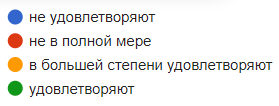 не удовлетворяют
не в полной мере
в большей степени удовлетворяют
удовлетворяют